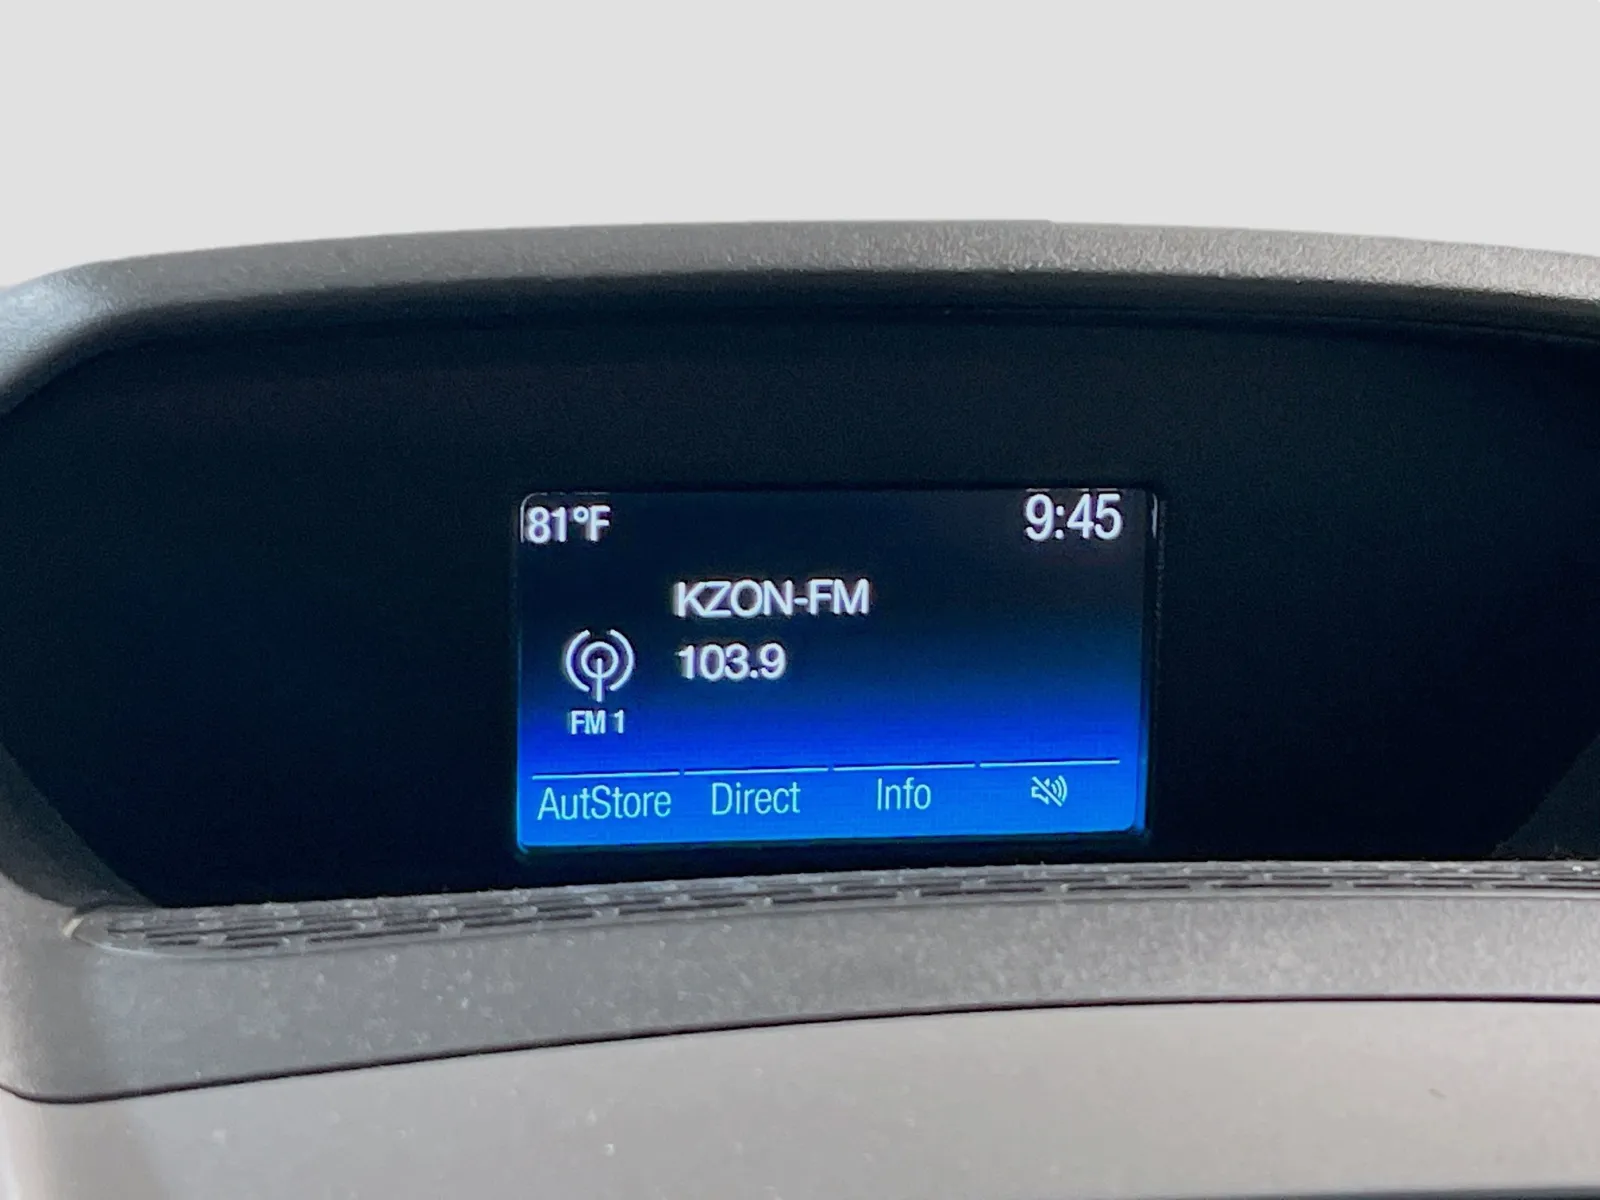 81°F 9:45
KZON-FM
103.9
FM 1
AutStore Direct Info